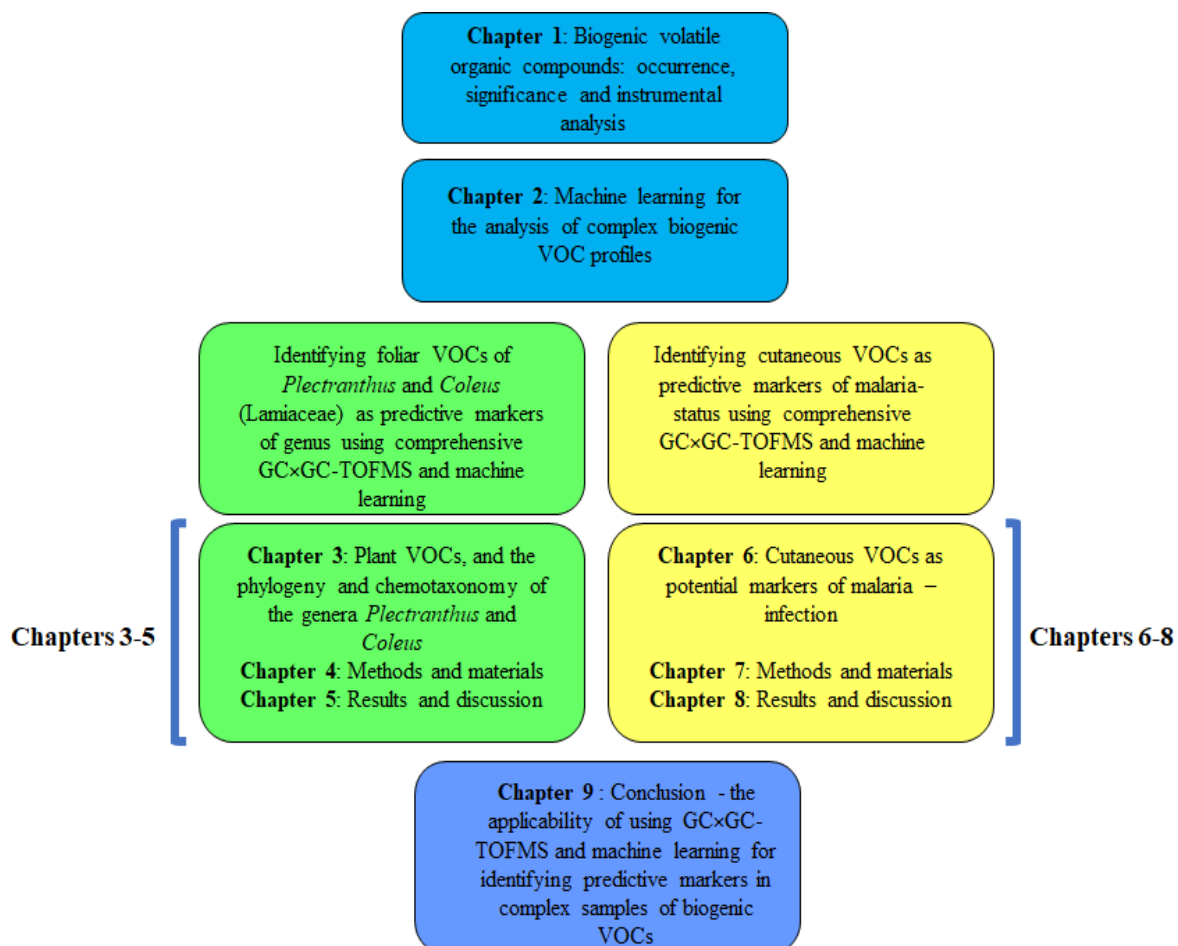 Chapter 1: Biogenic volatile
organic compounds: occurrence,
significance and instrumental
analysis
Chapter 2: Machine learning for
the analysis of complex biogenic
VOC profiles
Identifying foliar VOCs of
Plectranthus and Coleus
(Lamiaceae) as predictive markers
of genus using comprehensive
GC×GC-TOFMS and machine
learning
Identifying cutaneous VOCs as
predictive markers of malaria-
status using comprehensive
GC×GC-TOFMS and machine
learning
Chapters 3-5
Chapter 3: Plant VOCs, and the
phylogeny and chemotaxonomy of
the genera Plectranthus and
Coleus
Chapter 4: Methods and materials
Chapter 5: Results and discussion
Chapter 6: Cutaneous VOCs as
potential markers of malaria –
infection
Chapter 7: Methods and materials
Chapter 8: Results and discussion
Chapters 6-8
Chapter 9 : Conclusion - the
applicability of using GC×GC-
TOFMS and machine learning for
identifying predictive markers in
complex samples of biogenic
VOCs